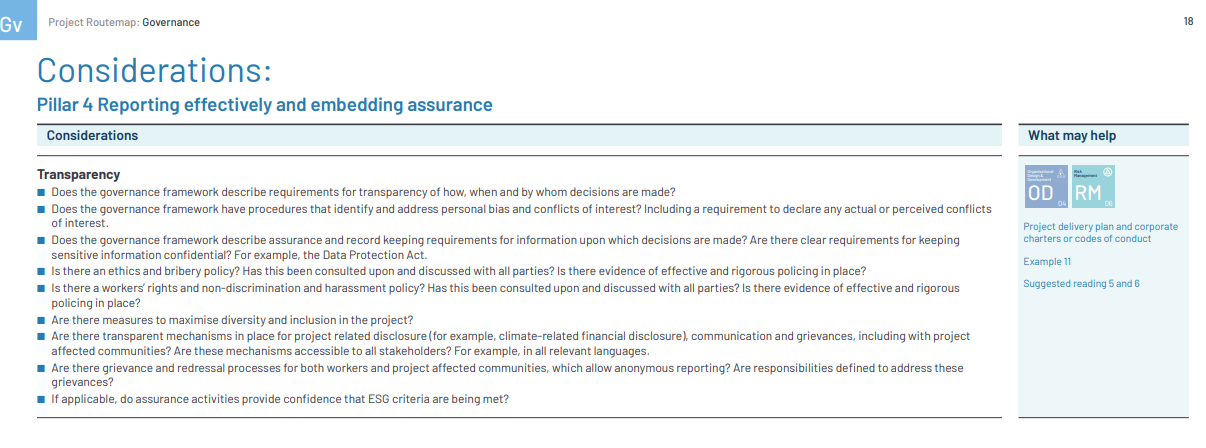 Gv
Project Routemap: Governance
18
Considerations:
Pillar 4 Reporting effectively and embedding assurance
Considerations
Transparency
■ Does the governance framework describe requirements for transparency of how, when and by whom decisions are made?
■ Does the governance framework have procedures that identify and address personal bias and conflicts of interest? Including a requirement to declare any actual or perceived conflicts
of interest.
■ Does the governance framework describe assurance and record keeping requirements for information upon which decisions are made? Are there clear requirements for keeping
sensitive information confidential? For example, the Data Protection Act.
■ Is there an ethics and bribery policy? Has this been consulted upon and discussed with all parties? Is there evidence of effective and rigorous policing in place?
■ Is there a workers' rights and non-discrimination and harassment policy? Has this been consulted upon and discussed with all parties? Is there evidence of effective and rigorous
policing in place?
■ Are there measures to maximise diversity and inclusion in the project?
■ Are there transparent mechanisms in place for project related disclosure (for example, climate-related financial disclosure), communication and grievances, including with project
affected communities? Are these mechanisms accessible to all stakeholders? For example, in all relevant languages.
■ Are there grievance and redressal processes for both workers and project affected communities, which allow anonymous reporting? Are responsibilities defined to address these
grievances?
■ If applicable, do assurance activities provide confidence that ESG criteria are being met?
What may help
Organisational
Design &
Development
OD
04
Risk
Management
RM
06
Project delivery plan and corporate
charters or codes of conduct
Example 11
Suggested reading 5 and 6